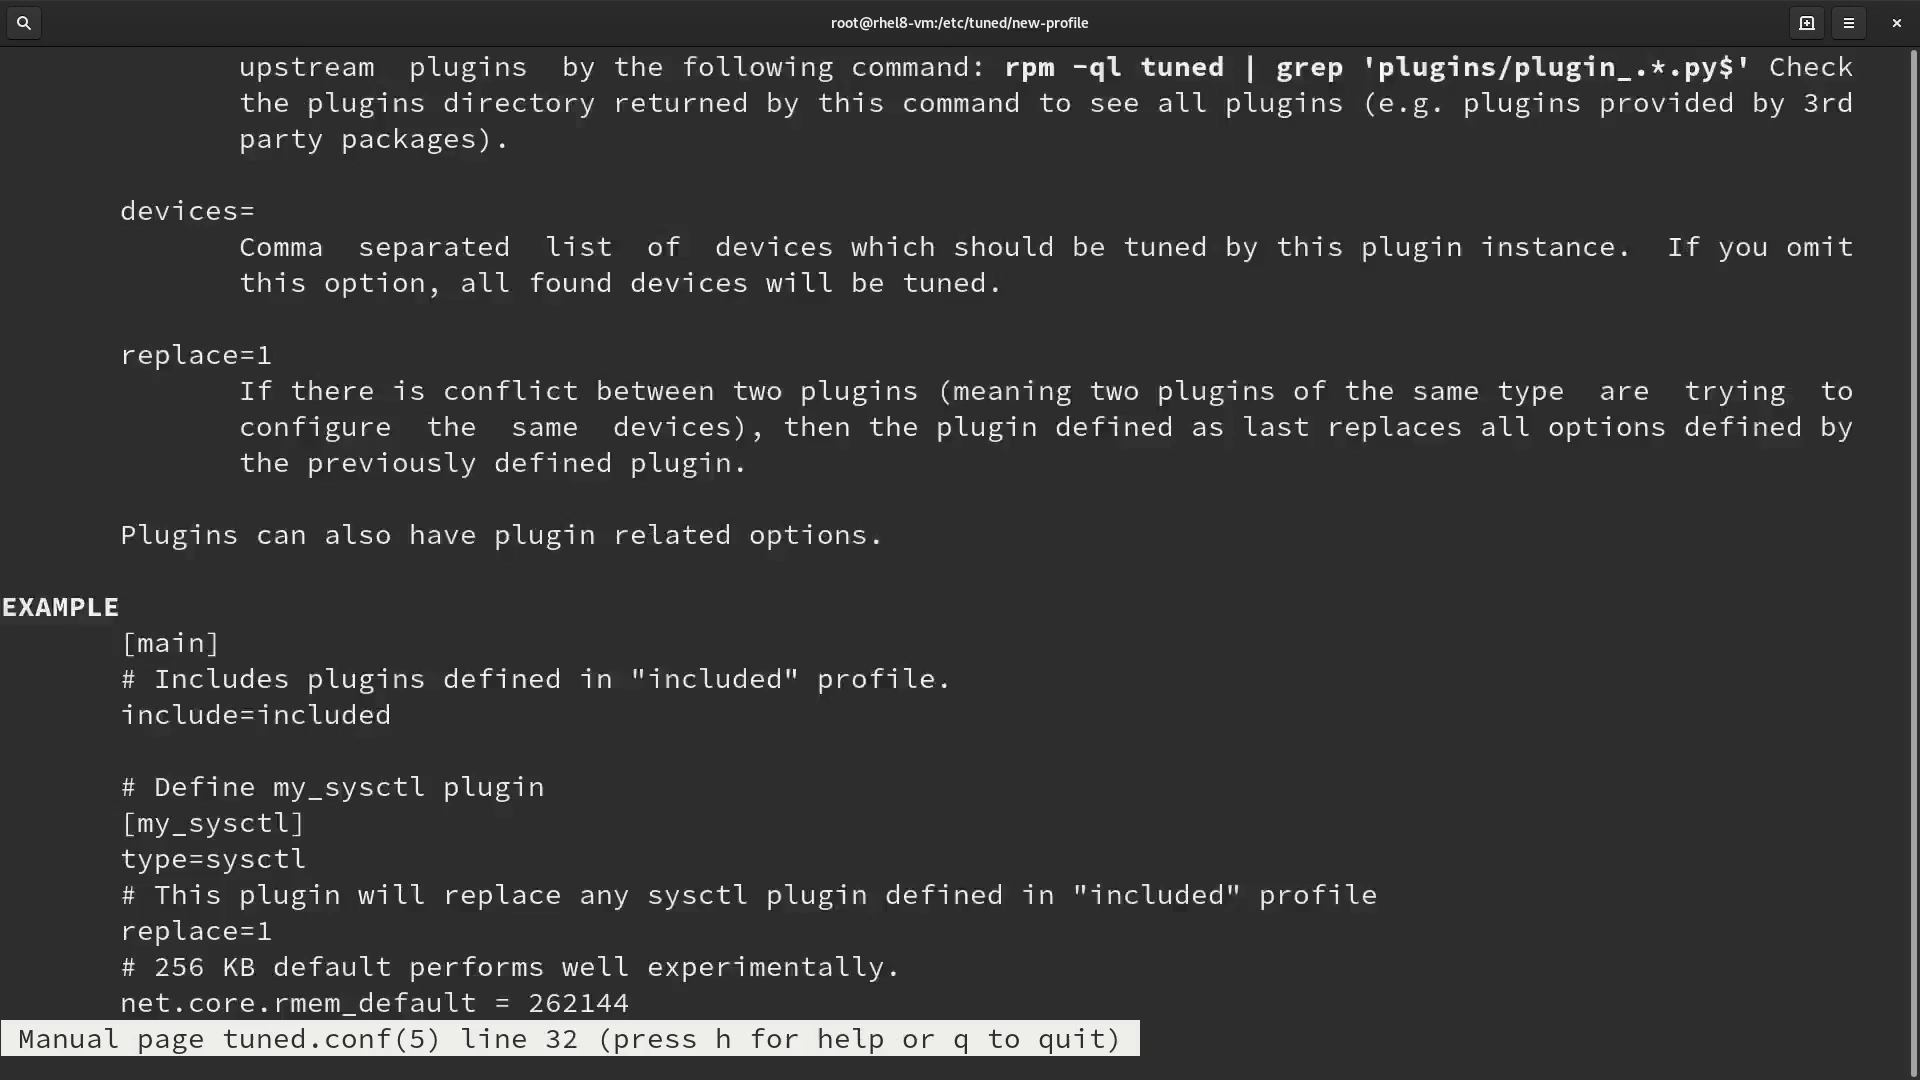 root@rhel8-vm:/etc/tuned/new-profile
upstream plugins by the following command: rpm -ql tuned | grep 'plugins/plugin_.*.py$' Check
the plugins directory returned by this command to see all plugins (e.g. plugins provided by 3rd
party packages).
devices=
Comma separated list of devices which should be tuned by this plugin instance. If you omit
this option, all found devices will be tuned.
replace=1
If there is conflict between two plugins (meaning two plugins of the same type are trying to
configure the same devices), then the plugin defined as last replaces all options defined by
the previously defined plugin.
Plugins can also have plugin related options.
EXAMPLE
[main]
# Includes plugins defined in "included" profile.
include=included
# Define my_sysctl plugin
[my_sysctl]
type=sysctl
# This plugin will replace any sysctl plugin defined in "included" profile
replace=1
# 256 KB default performs well experimentally.
net.core.rmem_default = 262144
Manual page tuned.conf(5) line 32 (press h for help or q to quit)